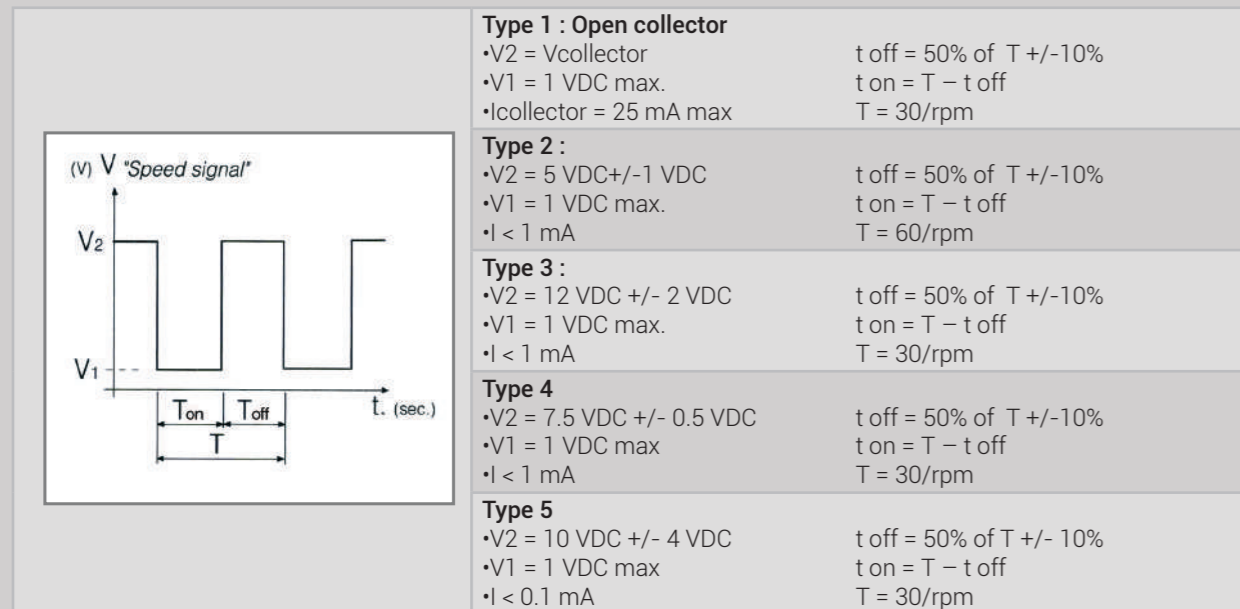 (V) V "Speed signal"
V2
V1
Ton Toff
T
t. (sec.)
Type 1 : Open collector
•V2 = Vcollector t off = 50% of T +/-10%
•V1 = 1 VDC max. t on = T – t off
•Icollector = 25 mA max T = 30/rpm
Type 2 :
•V2 = 5 VDC+/-1 VDC t off = 50% of T +/-10%
•V1 = 1 VDC max. t on = T – t off
•I < 1 mA T = 60/rpm
Type 3 :
•V2 = 12 VDC +/- 2 VDC t off = 50% of T +/-10%
•V1 = 1 VDC max. t on = T – t off
•I < 1 mA T = 30/rpm
Type 4
•V2 = 7.5 VDC +/- 0.5 VDC t off = 50% of T +/-10%
•V1 = 1 VDC max t on = T – t off
•I < 1 mA T = 30/rpm
Type 5
•V2 = 10 VDC +/- 4 VDC t off = 50% of T +/- 10%
•V1 = 1 VDC max t on = T – t off
•I < 0.1 mA T = 30/rpm